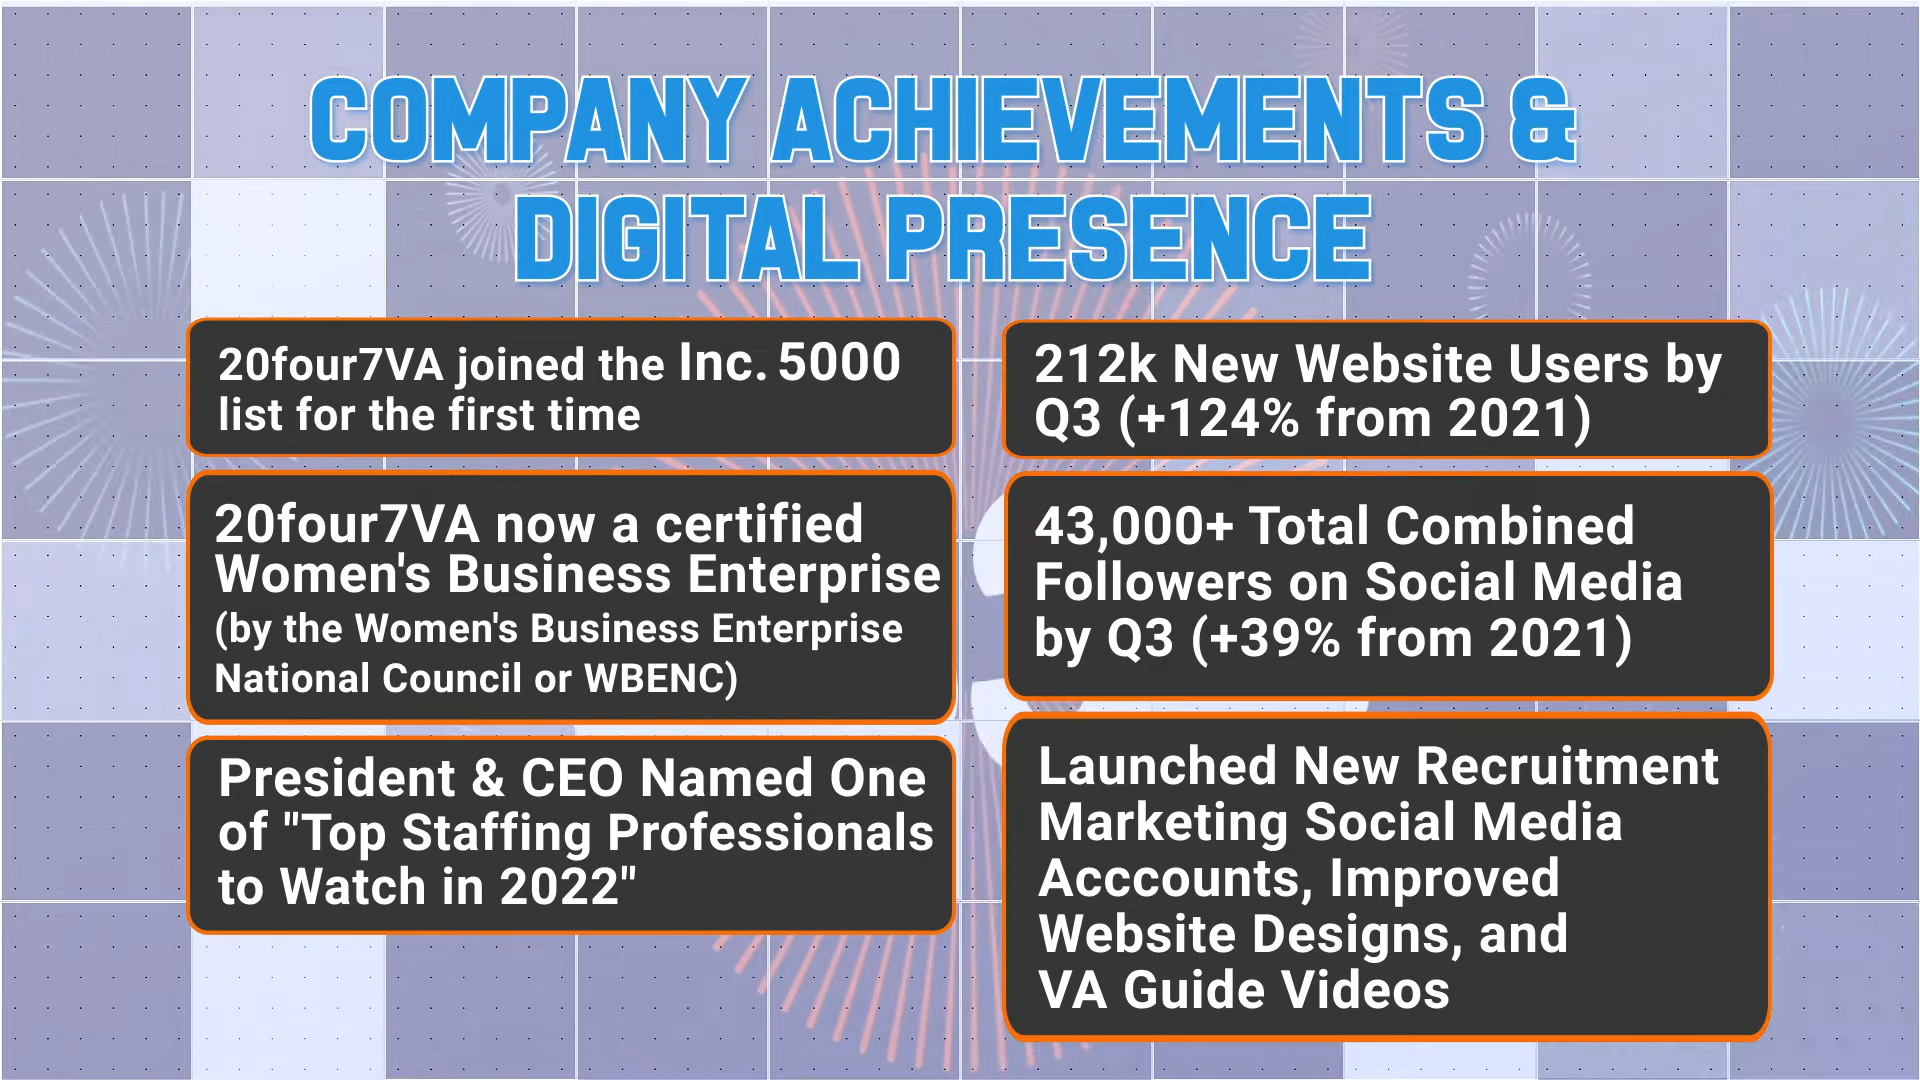 COMPANY ACHIEVEMENTS &
DIGITAL PRESENCE
20four7VA joined the Inc. 5000
list for the first time
20four7VA now a certified
Women's Business Enterprise
(by the Women's Business Enterprise
National Council or WBENC)
President & CEO Named One
of "Top Staffing Professionals
to Watch in 2022"
212k New Website Users by
Q3 (+124% from 2021)
43,000+ Total Combined
Followers on Social Media
by Q3 (+39% from 2021)
Launched New Recruitment
Marketing Social Media
Acccounts, Improved
Website Designs, and
VA Guide Videos